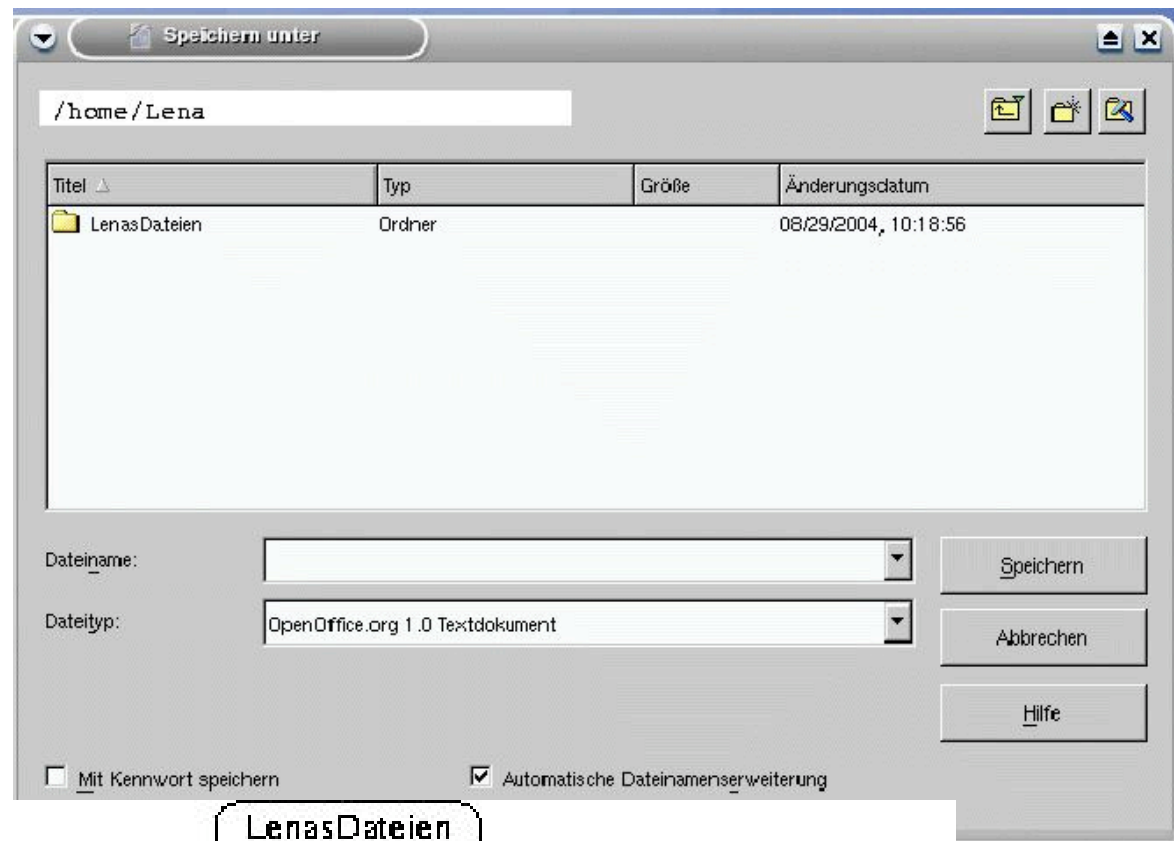 Speichern unter
/home/Lena
Titel Typ Größe Änderungsdatum
LenasDateien Ordner 08/29/2004, 10:18:56
Dateiname:
Speichern
Dateityp: OpenOffice.org 1.0 Textdokument
Abbrechen
Hilfe
Mit Kennwort speichern Automatische Dateinamenserweiterung
LenasDateien